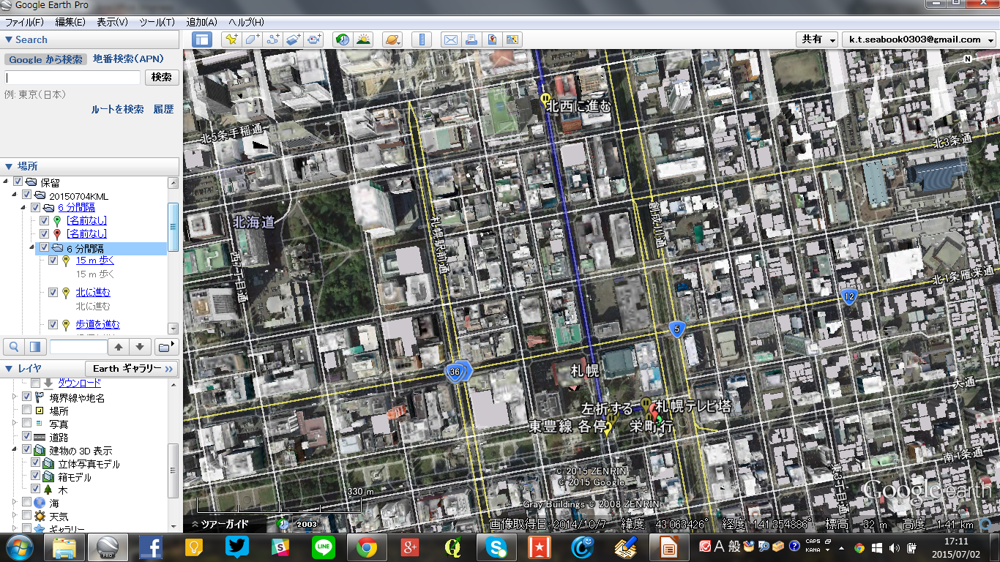 Google Earth Pro
ファイル(F) 編集(E) 表示(V) ツール(T) 追加(A) ヘルプ(H)
▼ Search
Google から検索 地番検索(APN)
検索
例: 東京(日本)
ルートを検索 履歴
▼ 場所
保留
20150704KML
6 分間隔
[名前なし]
[名前なし]
6 分間隔
15 m 歩く
15 m 歩く
北に進む
北に進む
歩道を進む
▼ レイヤ
Earth ギャラリー »
ダウンロード
境界線や地名
場所
写真
道路
建物の 3D 表示
立体写真モデル
箱モデル
木
海
天気
ギャラリー
共有
k.t.seabook0303@gmail.com
N
北西に進む
北5条手稲通
北3条通
北海道
札幌駅前通
創成川通
北1条雁来通
12
5
36
札幌
大通
左折する
札幌テレビ塔
東豊線 各停
栄町行
南1条通
© 2015 ZENRIN
© 2015 Google
Gray Buildings © 2008 ZENRIN
Google earth
330 m
ツアーガイド
2003
画像取得日: 2014/10/7 緯度 43.063426° 経度 141.354886° 標高 32 m 高度 1.41 km
PRO
LINE
A 般
CAPS
KANA
17:11
2015/07/02